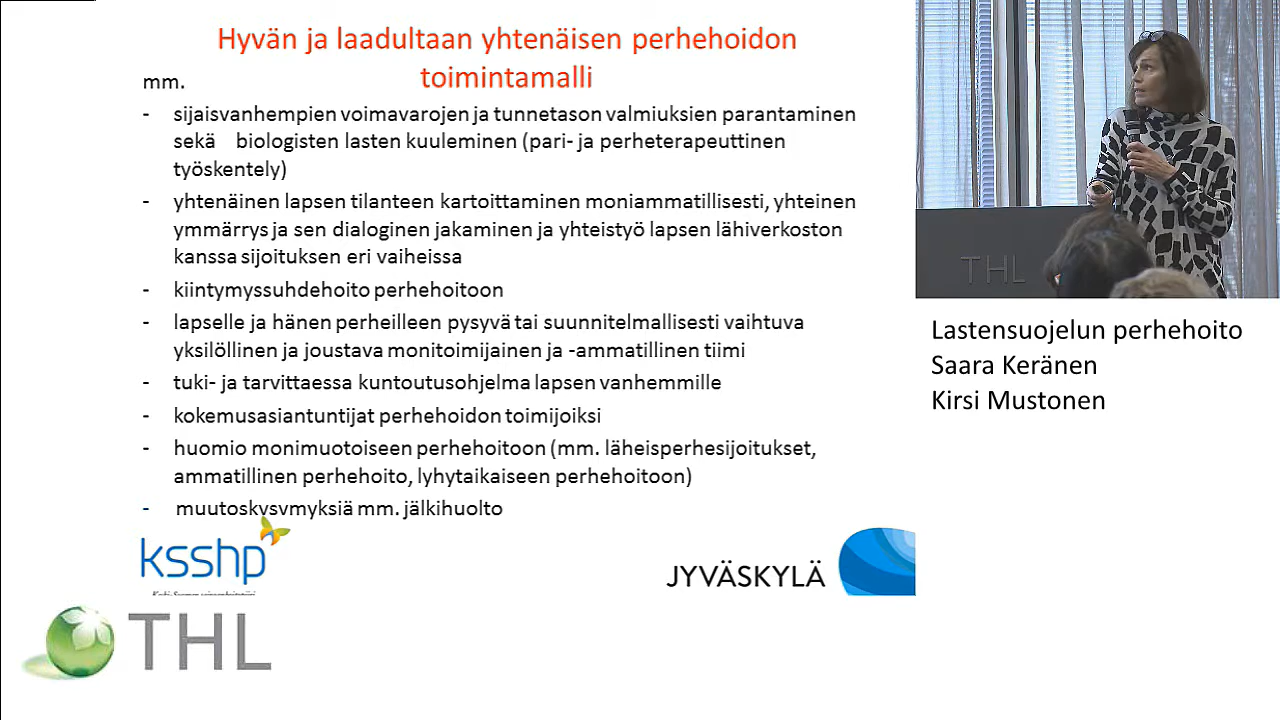 Hyvän ja laadultaan yhtenäisen perhehoidon
toimintamalli
mm.
- sijaisvanhempien voimavarojen ja tunnetason valmiuksien parantaminen
sekä biologisten lasten kuuleminen (pari- ja perheterapeuttinen
työskentely)
- yhtenäinen lapsen tilanteen kartoittaminen moniammatillisesti, yhteinen
ymmärrys ja sen dialoginen jakaminen ja yhteistyö lapsen lähiverkoston
kanssa sijoituksen eri vaiheissa
- kiintymyssuhdehoito perhehoitoon
- lapselle ja hänen perheilleen pysyvä tai suunnitelmallisesti vaihtuva
yksilöllinen ja joustava monitoimijainen ja -ammatillinen tiimi
- tuki- ja tarvittaessa kuntoutusohjelma lapsen vanhemmille
- kokemusasiantuntijat perhehoidon toimijoiksi
- huomio monimuotoiseen perhehoitoon (mm. läheisperhesijoitukset,
ammatillinen perhehoito, lyhytaikaiseen perhehoitoon)
- muutoskysymyksiä mm. jälkihuolto
ksshp
JYVÄSKYLÄ
THL
THL
Lastensuojelun perhehoito
Saara Keränen
Kirsi Mustonen